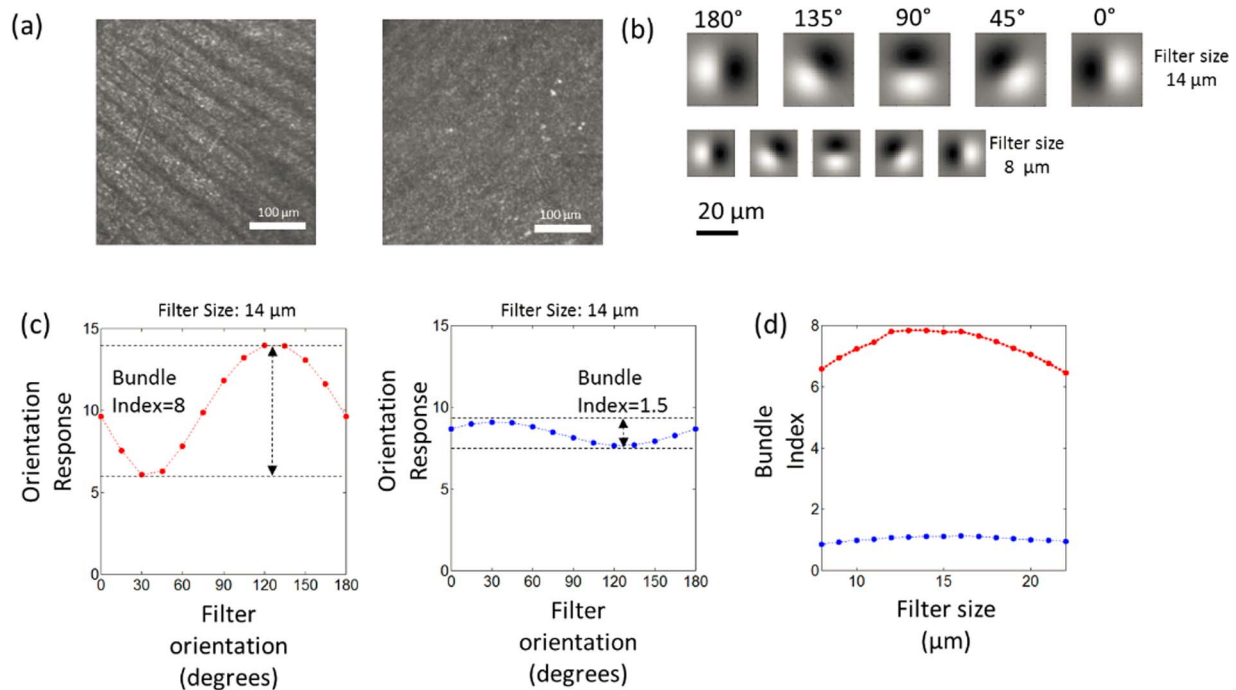 (a)
100 µm
100 µm
(b)
180° 135° 90° 45° 0°
Filter size
14 µm
Filter size
8 µm
20 µm
(c)
Filter Size: 14 µm
15
10
5
0
Orientation
Response
Bundle
Index=8
0 30 60 90 120 150 180
Filter
orientation
(degrees)
Filter Size: 14 µm
15
10
5
0
Orientation
Response
Bundle
Index=1.5
0 30 60 90 120 150 180
Filter
orientation
(degrees)
(d)
8
6
4
2
0
Bundle
Index
10 15 20
Filter size
(µm)